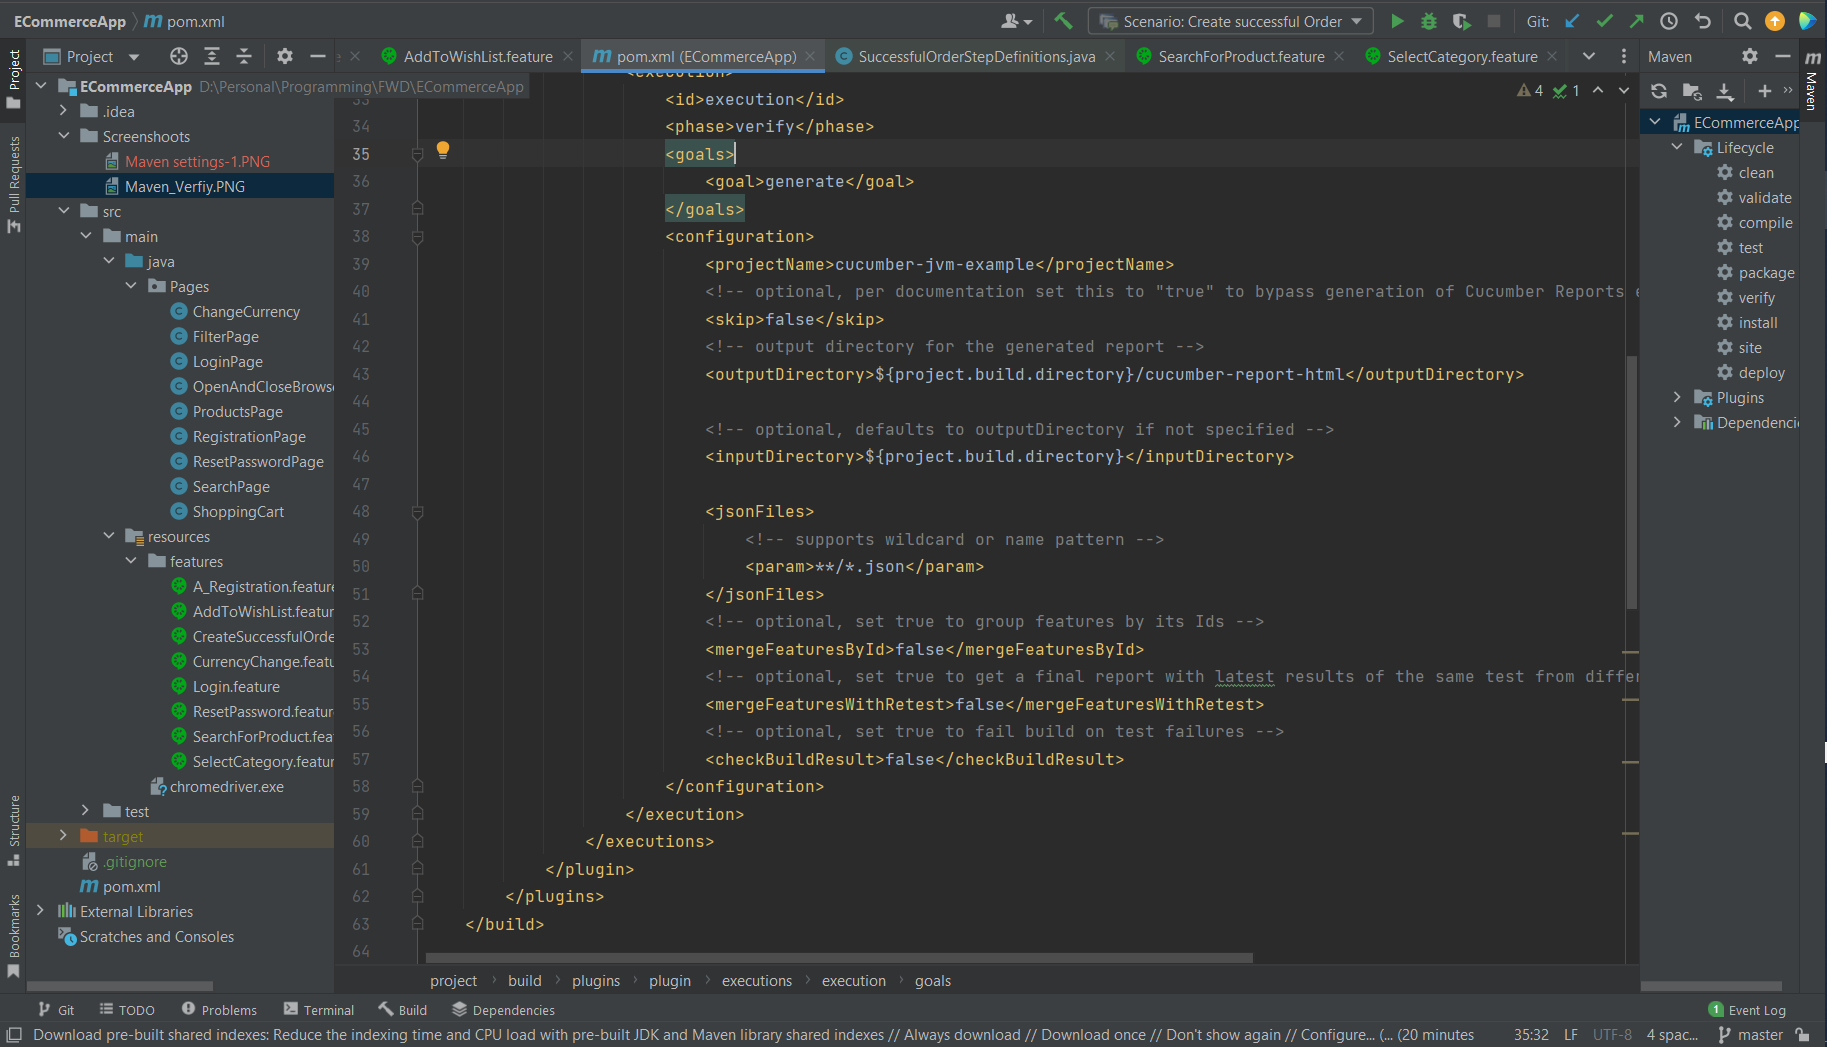 ECommerceApp
pom.xml
Scenario: Create successful Order
Git:
Project
AddToWishList.feature
pom.xml (ECommerceApp)
SuccessfulOrderStepDefinitions.java
SearchForProduct.feature
SelectCategory.feature
Maven
Project
Pull Requests
Structure
Bookmarks
ECommerceApp D:\Personal\Programming\FWD\ECommerceApp
.idea
Screenshoots
Maven settings-1.PNG
Maven_Verfiy.PNG
src
main
java
Pages
ChangeCurrency
FilterPage
LoginPage
OpenAndCloseBrowse
ProductsPage
RegistrationPage
ResetPasswordPage
SearchPage
ShoppingCart
resources
features
A_Registration.feature
AddToWishList.featur
CreateSuccessfulOrde
CurrencyChange.featu
Login.feature
ResetPassword.featur
SearchForProduct.fea
SelectCategory.featur
chromedriver.exe
test
target
.gitignore
pom.xml
External Libraries
Scratches and Consoles
4 1
<execution>
33 <id>execution</id>
34 <phase>verify</phase>
35 <goals>
36 <goal>generate</goal>
37 </goals>
38 <configuration>
39 <projectName>cucumber-jvm-example</projectName>
40 <!-- optional, per documentation set this to "true" to bypass generation of Cucumber Reports e
41 <skip>false</skip>
42 <!-- output directory for the generated report -->
43 <outputDirectory>${project.build.directory}/cucumber-report-html</outputDirectory>
44
45 <!-- optional, defaults to outputDirectory if not specified -->
46 <inputDirectory>${project.build.directory}</inputDirectory>
47
48 <jsonFiles>
49 <!-- supports wildcard or name pattern -->
50 <param>**/*.json</param>
51 </jsonFiles>
52 <!-- optional, set true to group features by its Ids -->
53 <mergeFeaturesById>false</mergeFeaturesById>
54 <!-- optional, set true to get a final report with latest results of the same test from differ
55 <mergeFeaturesWithRetest>false</mergeFeaturesWithRetest>
56 <!-- optional, set true to fail build on test failures -->
57 <checkBuildResult>false</checkBuildResult>
58 </configuration>
59 </execution>
60 </executions>
61 </plugin>
62 </plugins>
63 </build>
64
project > build > plugins > plugin > executions > execution > goals
Maven
ECommerceApp
Lifecycle
clean
validate
compile
test
package
verify
install
site
deploy
Plugins
Dependenci
Git
TODO
Problems
Terminal
Build
Dependencies
1 Event Log
Download pre-built shared indexes: Reduce the indexing time and CPU load with pre-built JDK and Maven library shared indexes // Always download // Download once // Don't show again // Configure... (... (20 minutes
35:32 LF UTF-8 4 spac... master